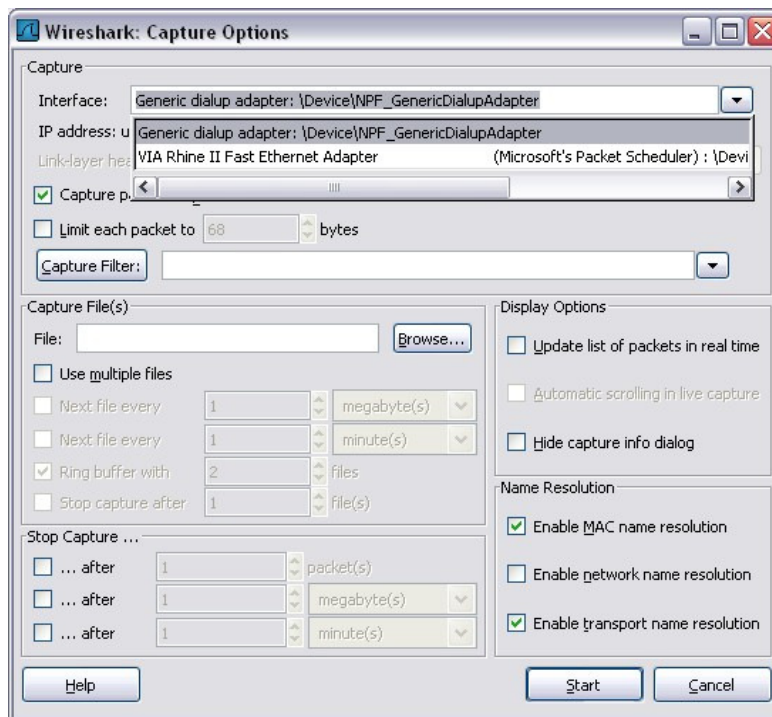 Wireshark: Capture Options
Capture
Interface: Generic dialup adapter: \Device\NPF_GenericDialupAdapter
IP address: u
Generic dialup adapter: \Device\NPF_GenericDialupAdapter
Link-layer hea
VIA Rhine II Fast Ethernet Adapter (Microsoft's Packet Scheduler) : \Devi
Capture p
Limit each packet to 68 bytes
Capture Filter:
Capture File(s)
File: Browse...
Use multiple files
Next file every 1 megabyte(s)
Next file every 1 minute(s)
Ring buffer with 2 files
Stop capture after 1 file(s)
Stop Capture ...
... after 1 packet(s)
... after 1 megabyte(s)
... after 1 minute(s)
Display Options
Update list of packets in real time
Automatic scrolling in live capture
Hide capture info dialog
Name Resolution
Enable MAC name resolution
Enable network name resolution
Enable transport name resolution
Help Start Cancel